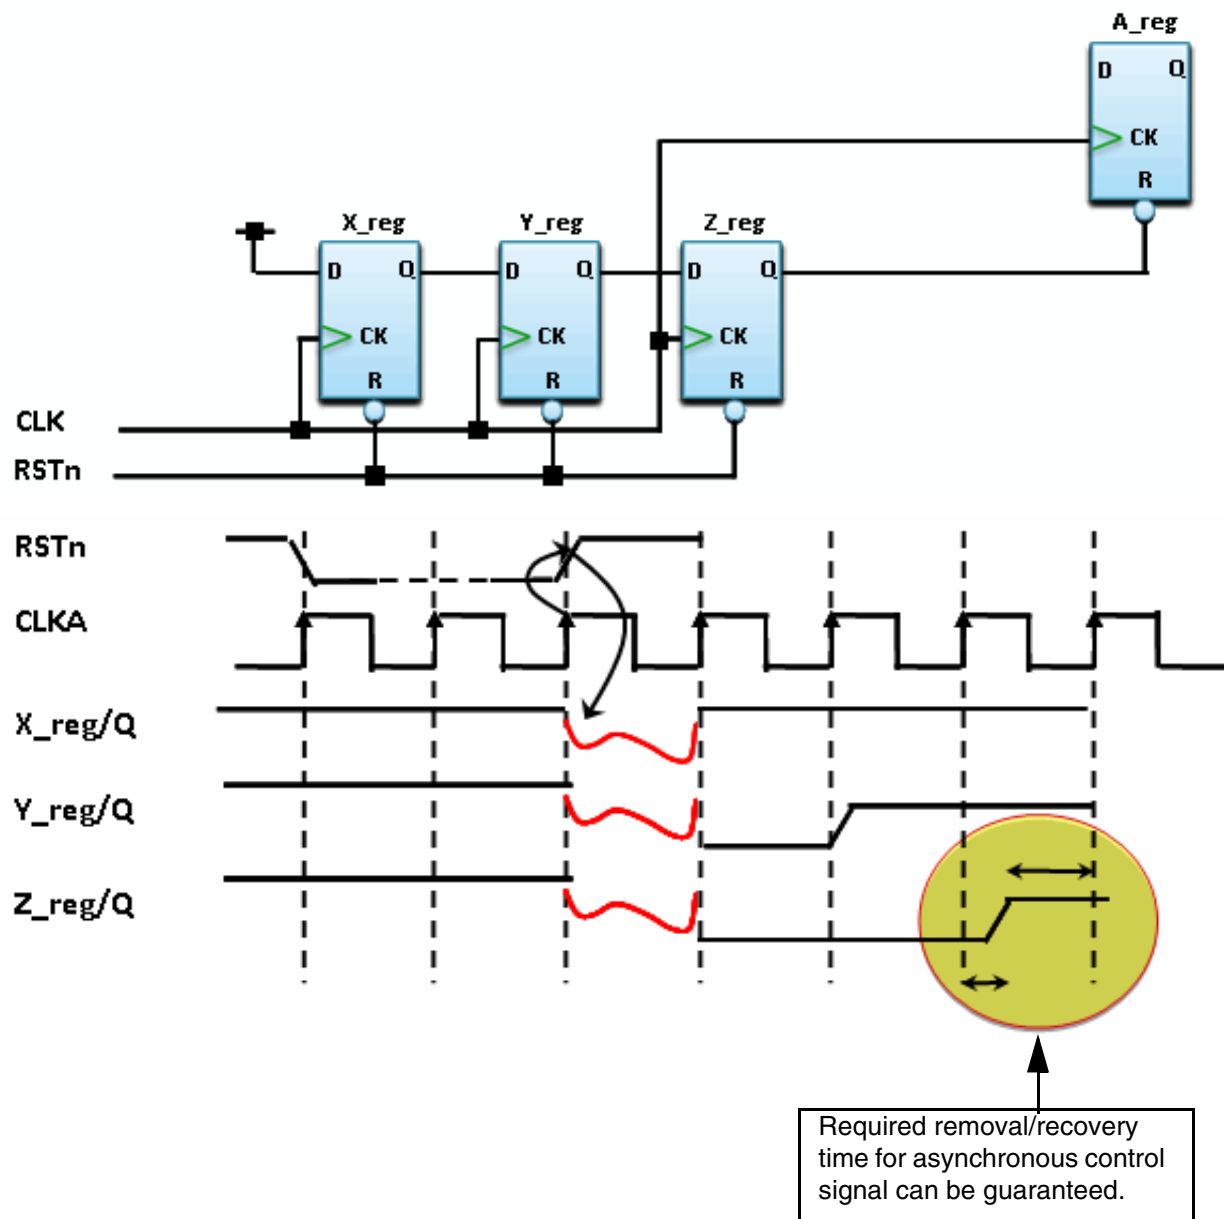 A_reg
D Q
CK
R
X_reg Y_reg Z_reg
D Q D Q D Q
CK CK CK
R R R
CLK
RSTn
RSTn
CLKA
X_reg/Q
Y_reg/Q
Z_reg/Q
Required removal/recovery
time for asynchronous control
signal can be guaranteed.